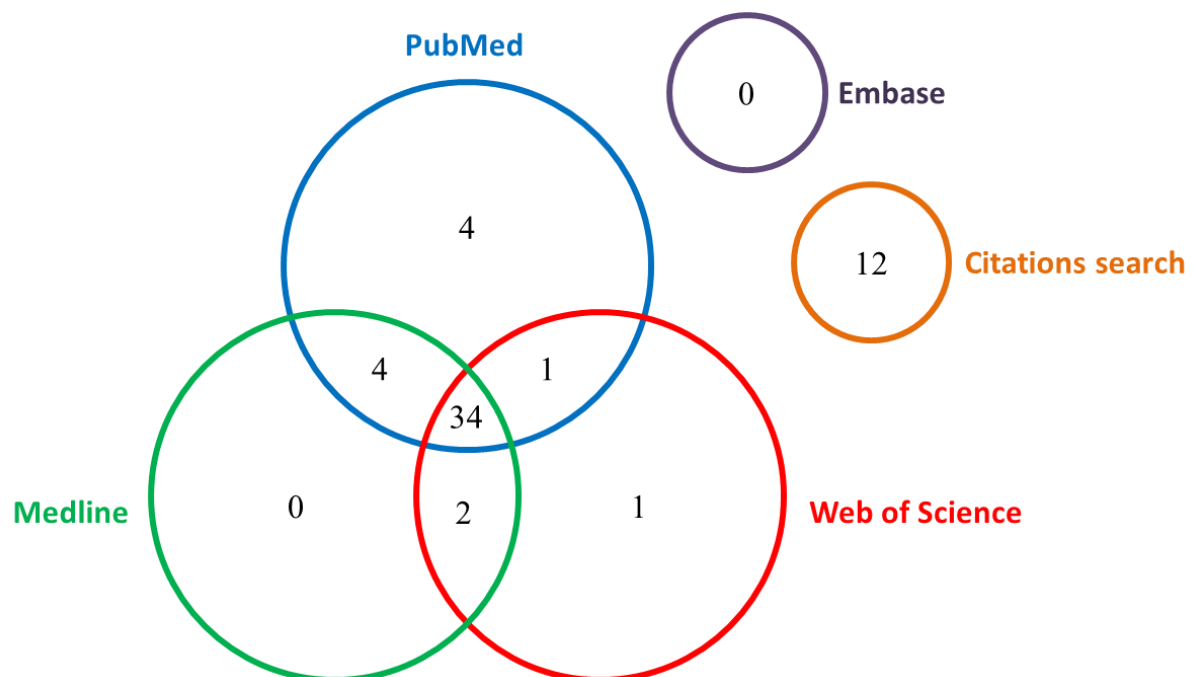 PubMed
0
Embase
4
12
Citations search
4
1
34
Medline
0
2
1
Web of Science